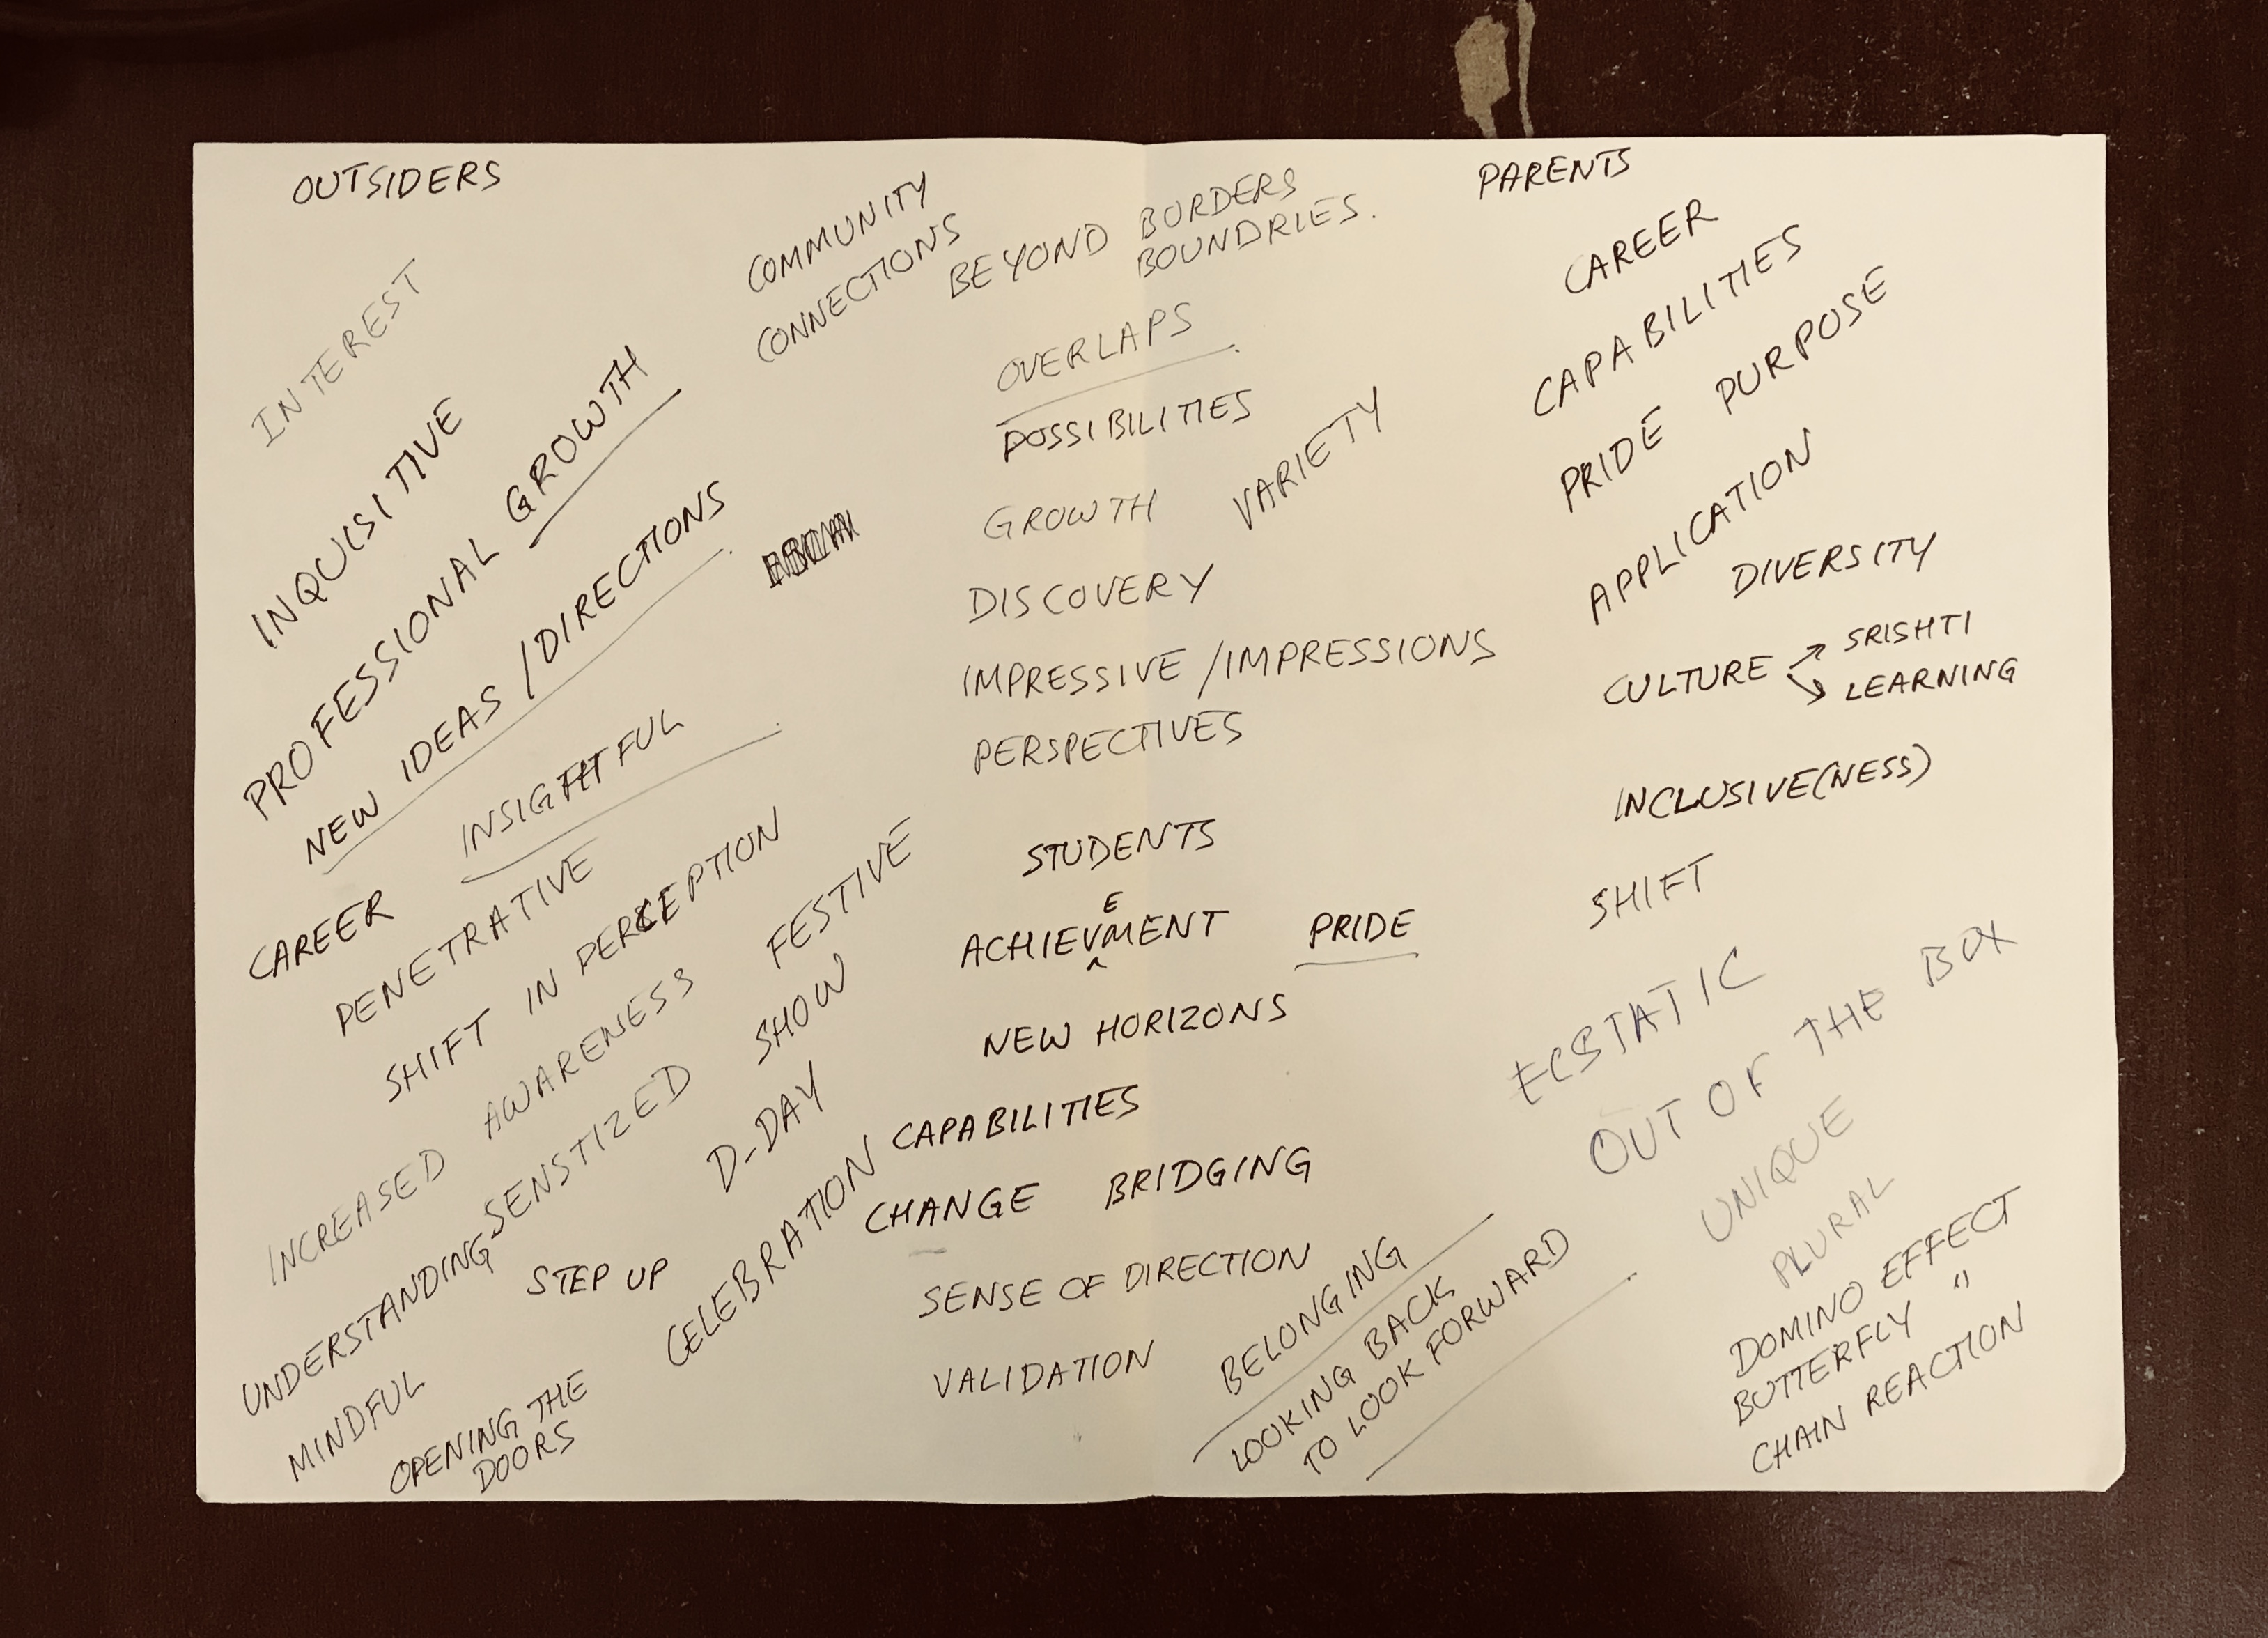 OUTSIDERS
INTEREST
INQUISITIVE
PROFESSIONAL GROWTH
NEW IDEAS / DIRECTIONS
INSIGHTFUL
CAREER
PENETRATIVE
SHIFT IN PERCEPTION
INCREASED AWARENESS
SENSTIZED
UNDERSTANDING
MINDFUL
OPENING THE
DOORS
STEP UP
FESTIVE
SHOW
D-DAY
CELEBRATION
COMMUNITY
CONNECTIONS
BEYOND BORDERS
BOUNDRIES.
OVERLAPS
POSSIBILITIES
VARIETY
GROWTH
DISCOVERY
IMPRESSIVE / IMPRESSIONS
PERSPECTIVES
STUDENTS
ACHIEVEMENT PRIDE
NEW HORIZONS
CAPABILITIES
CHANGE BRIDGING
SENSE OF DIRECTION
VALIDATION
BELONGING
LOOKING BACK
TO LOOK FORWARD
PARENTS
CAREER
CAPABILITIES
PRIDE PURPOSE
APPLICATION
DIVERSITY
CULTURE
SRISHTI
LEARNING
INCLUSIVE(NESS)
SHIFT
ECSTATIC
OUT OF THE BOX
UNIQUE
PLURAL
DOMINO EFFECT
BUTTERFLY "
CHAIN REACTION